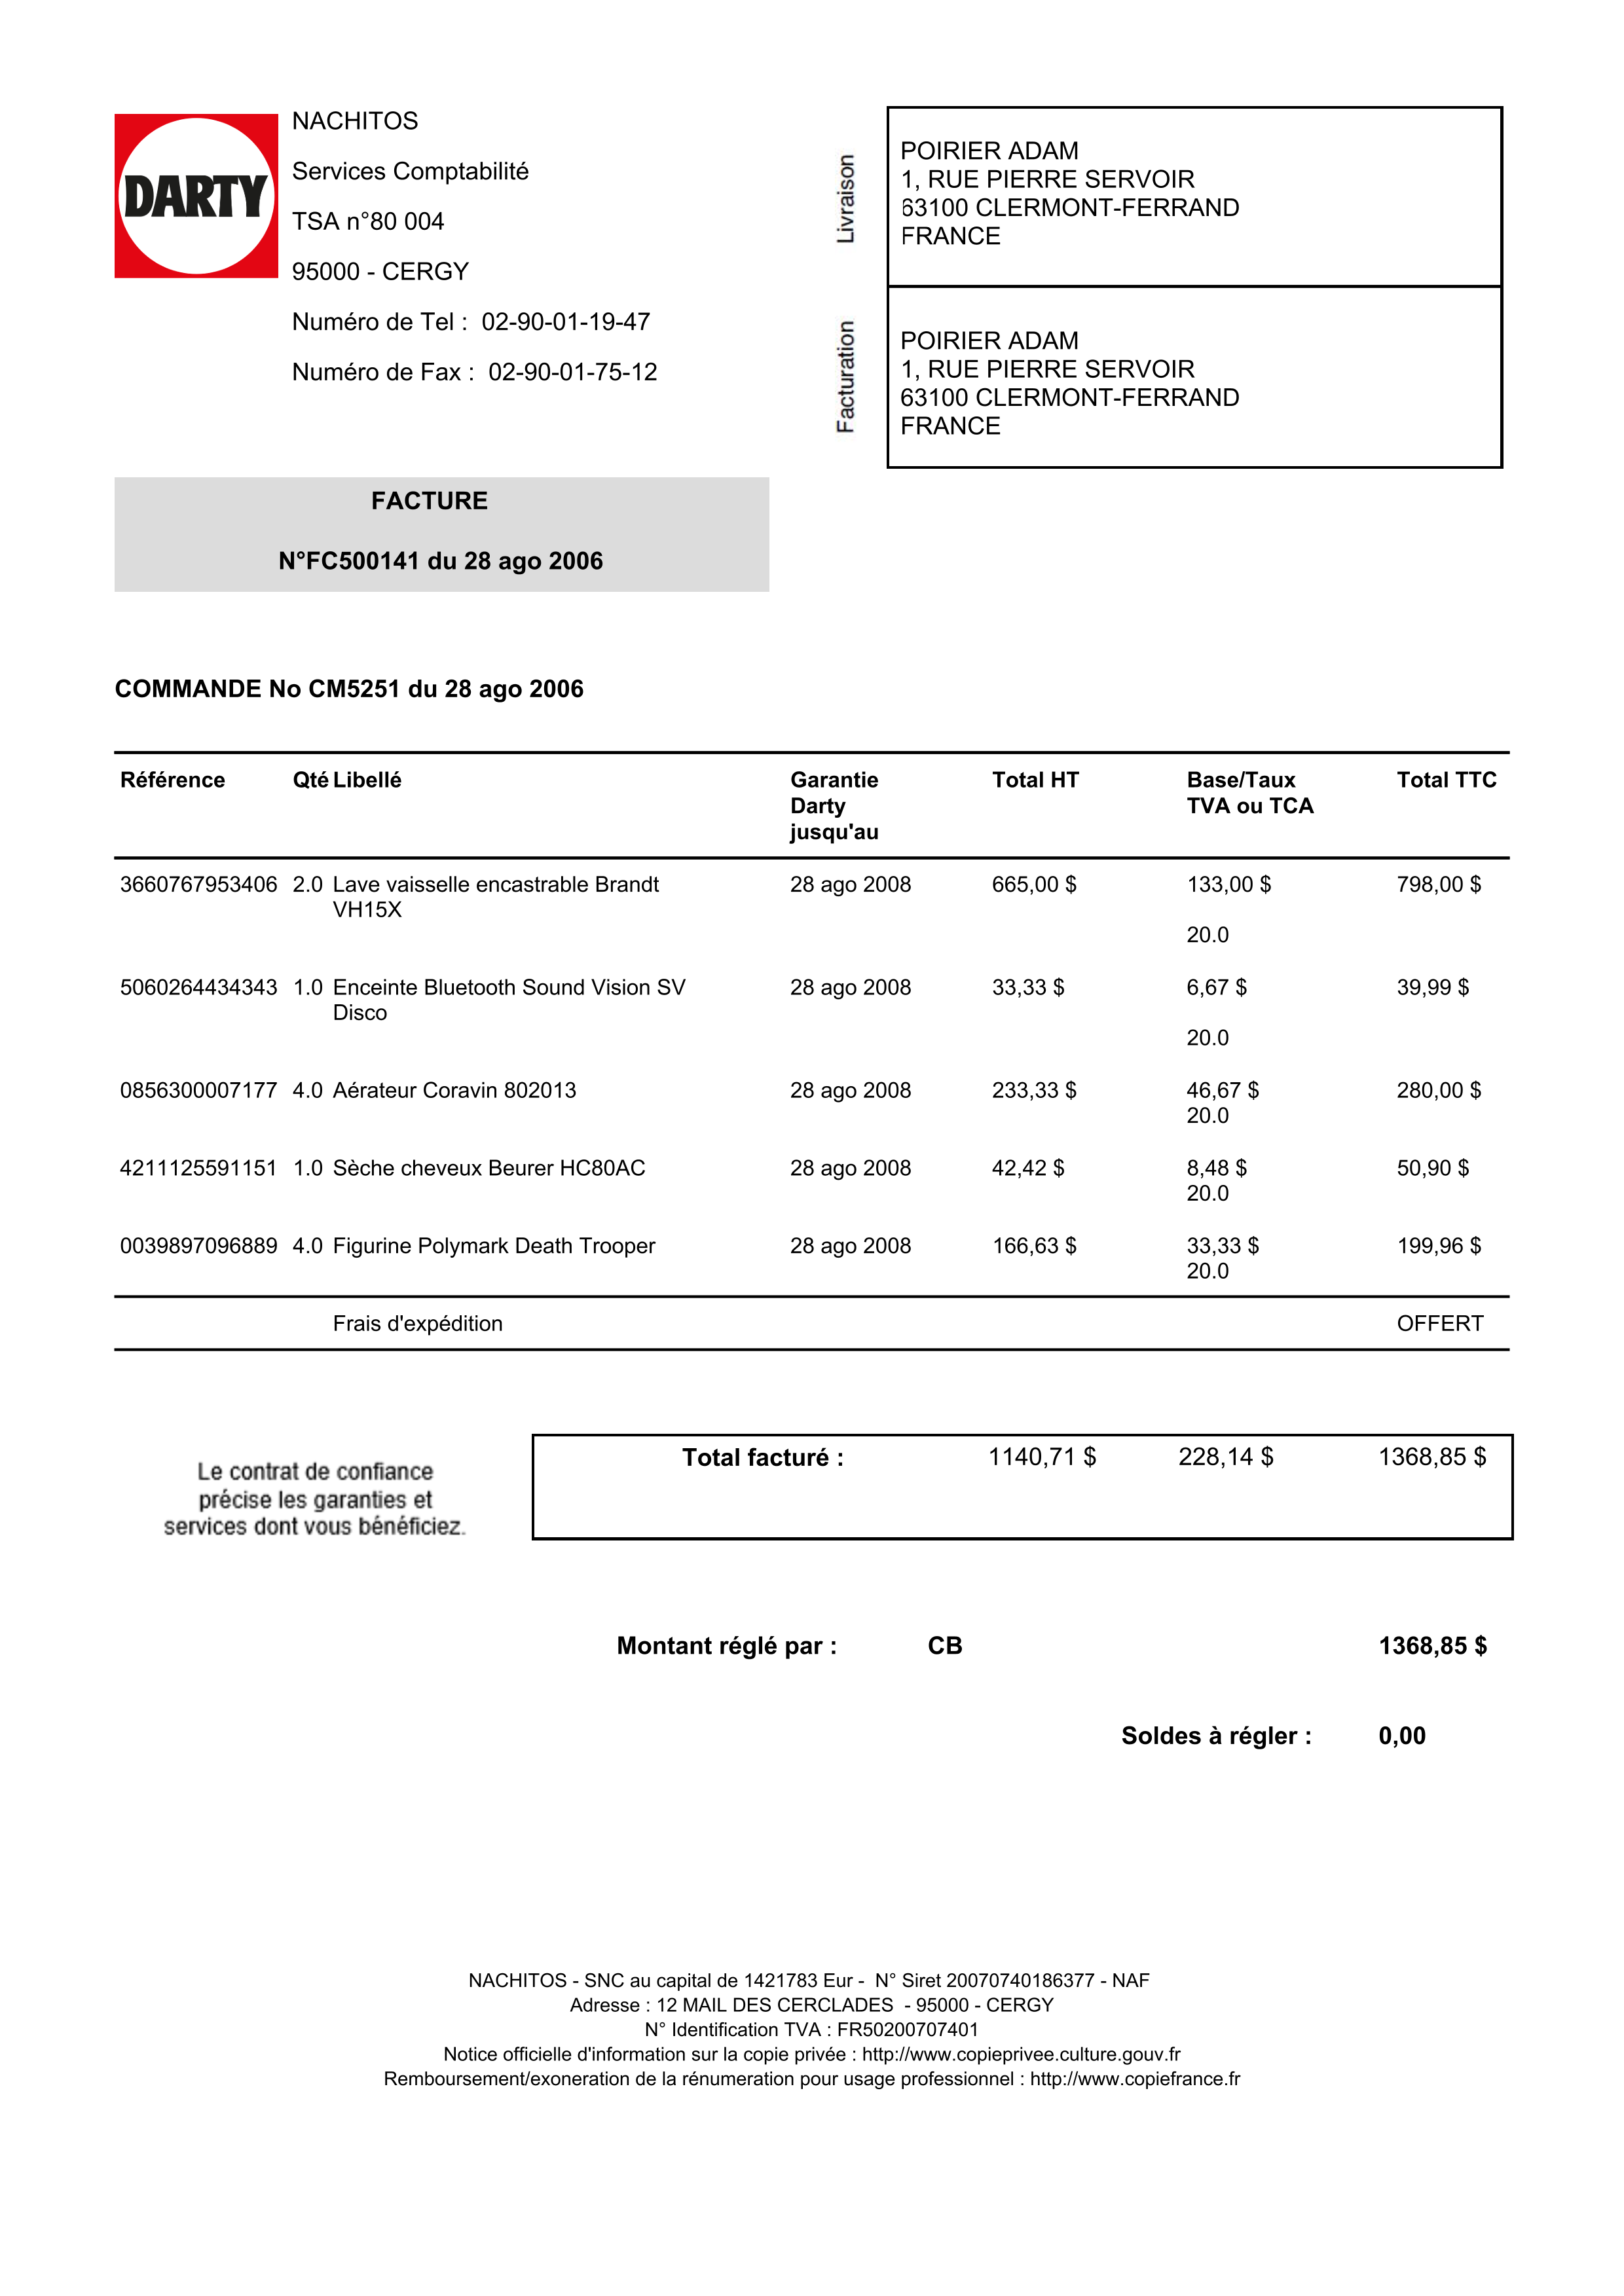 DARTY
NACHITOS
Services Comptabilité
TSA n°80 004
95000 - CERGY
Numéro de Tel : 02-90-01-19-47
Numéro de Fax : 02-90-01-75-12
Livraison
POIRIER ADAM
1, RUE PIERRE SERVOIR
63100 CLERMONT-FERRAND
FRANCE
Facturation
POIRIER ADAM
1, RUE PIERRE SERVOIR
63100 CLERMONT-FERRAND
FRANCE
FACTURE
N°FC500141 du 28 ago 2006
COMMANDE No CM5251 du 28 ago 2006
Référence Qté Libellé Garantie Total HT Base/Taux Total TTC
Darty TVA ou TCA
jusqu'au
3660767953406 2.0 Lave vaisselle encastrable Brandt 28 ago 2008 665,00 $ 133,00 $ 798,00 $
VH15X
20.0
5060264434343 1.0 Enceinte Bluetooth Sound Vision SV 28 ago 2008 33,33 $ 6,67 $ 39,99 $
Disco
20.0
0856300007177 4.0 Aérateur Coravin 802013 28 ago 2008 233,33 $ 46,67 $ 280,00 $
20.0
4211125591151 1.0 Sèche cheveux Beurer HC80AC 28 ago 2008 42,42 $ 8,48 $ 50,90 $
20.0
0039897096889 4.0 Figurine Polymark Death Trooper 28 ago 2008 166,63 $ 33,33 $ 199,96 $
20.0
Frais d'expédition OFFERT
Total facturé : 1140,71 $ 228,14 $ 1368,85 $
Le contrat de confiance
précise les garanties et
services dont vous bénéficiez.
Montant réglé par : CB 1368,85 $
Soldes à régler : 0,00
NACHITOS - SNC au capital de 1421783 Eur - N° Siret 20070740186377 - NAF
Adresse : 12 MAIL DES CERCLADES - 95000 - CERGY
N° Identification TVA : FR50200707401
Notice officielle d'information sur la copie privée : http://www.copieprivee.culture.gouv.fr
Remboursement/exoneration de la rénumeration pour usage professionnel : http://www.copiefrance.fr